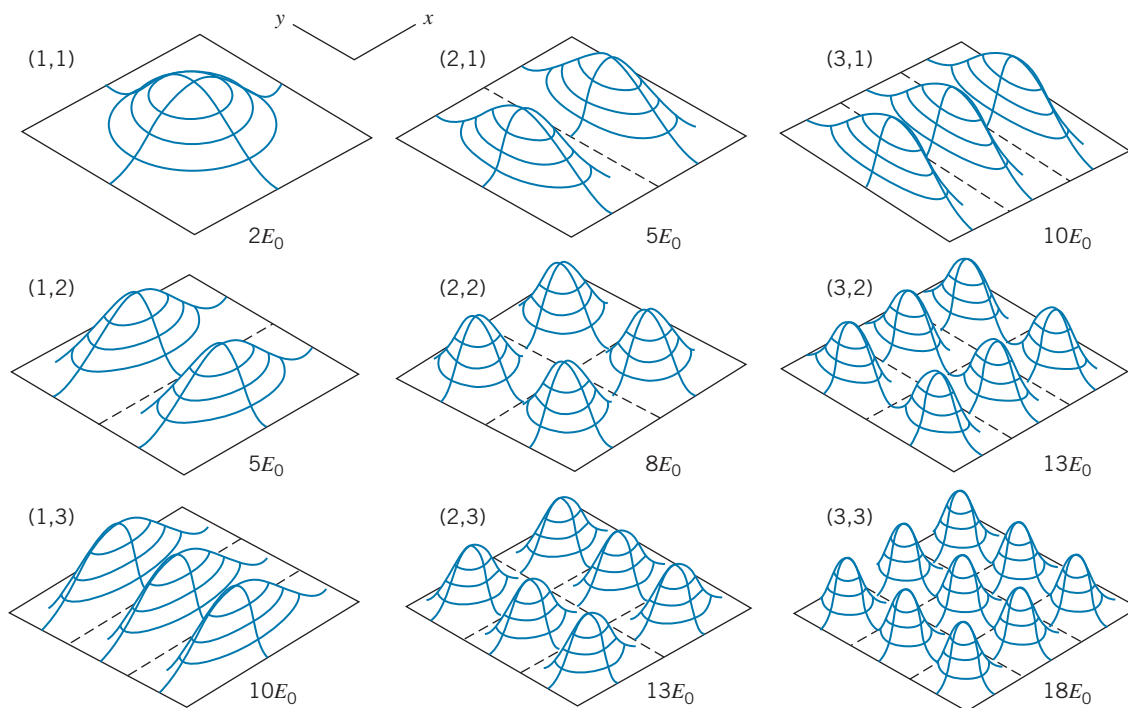 y x
(1,1) (2,1) (3,1)
2E₀ 5E₀ 10E₀
(1,2) (2,2) (3,2)
5E₀ 8E₀ 13E₀
(1,3) (2,3) (3,3)
10E₀ 13E₀ 18E₀